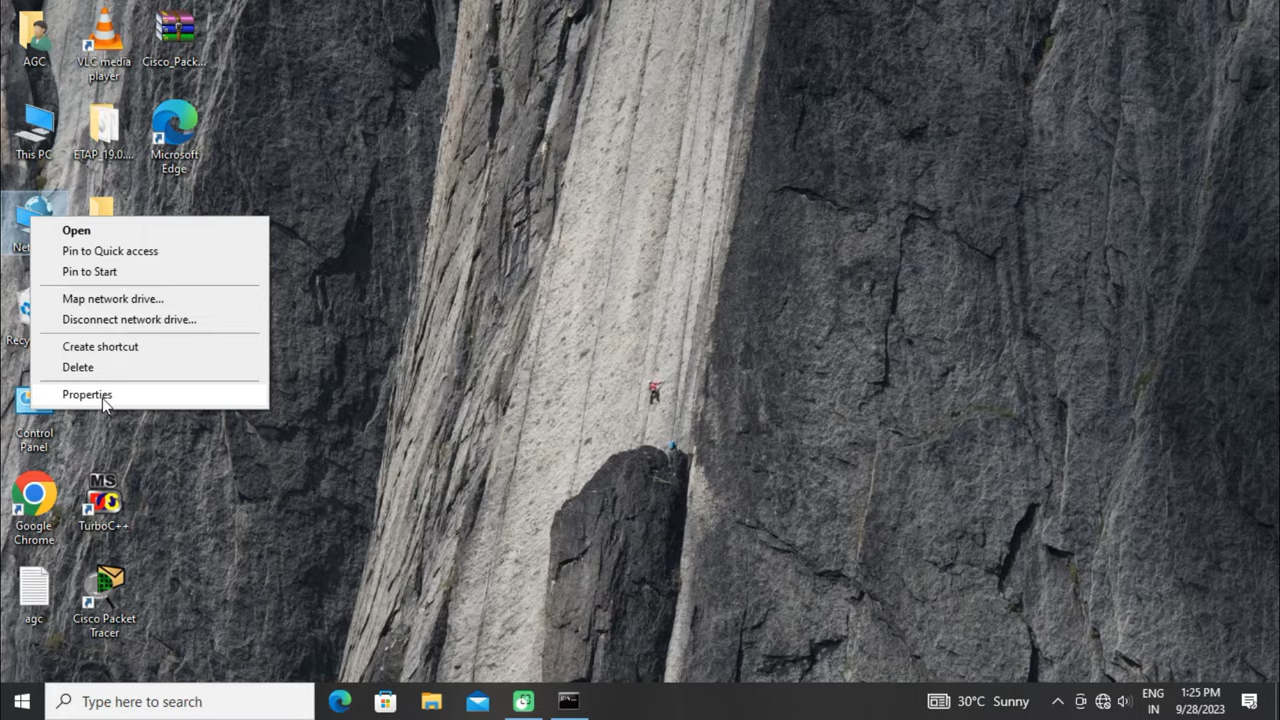 AGC
VLC media
player
Cisco_Pack...
This PC
ETAP_19.0....
Microsoft
Edge
Open
Pin to Quick access
Pin to Start
Map network drive...
Disconnect network drive...
Create shortcut
Delete
Properties
Control
Panel
Google
Chrome
MS
TurboC++
agc
Cisco Packet
Tracer
Type here to search
30°C Sunny
ENG
IN
1:25 PM
9/28/2023